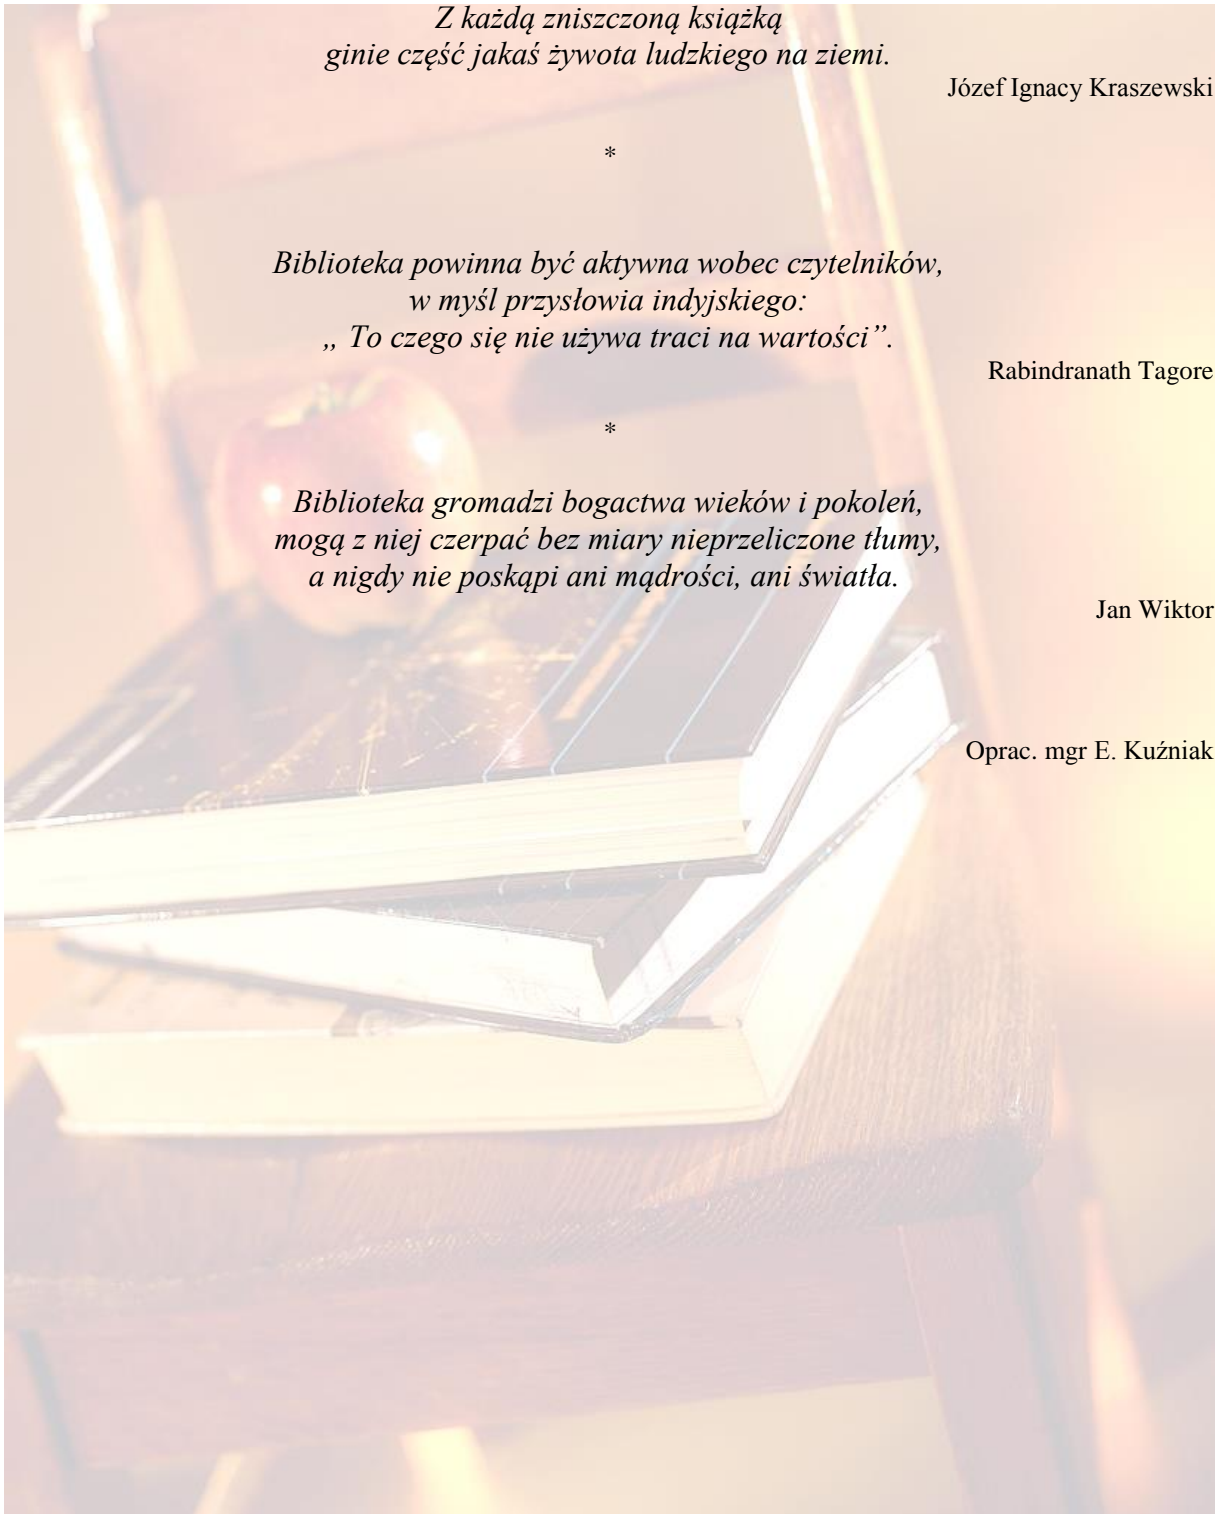 Z każdą zniszczoną książką
ginie część jakaś żywota ludzkiego na ziemi.
Józef Ignacy Kraszewski
*
Biblioteka powinna być aktywna wobec czytelników,
w myśl przysłowia indyjskiego:
„ To czego się nie używa traci na wartości”.
Rabindranath Tagore
*
Biblioteka gromadzi bogactwa wieków i pokoleń,
mogą z niej czerpać bez miary nieprzeliczone tłumy,
a nigdy nie poskąpi ani mądrości, ani światła.
Jan Wiktor
Oprac. mgr E. Kuźniak